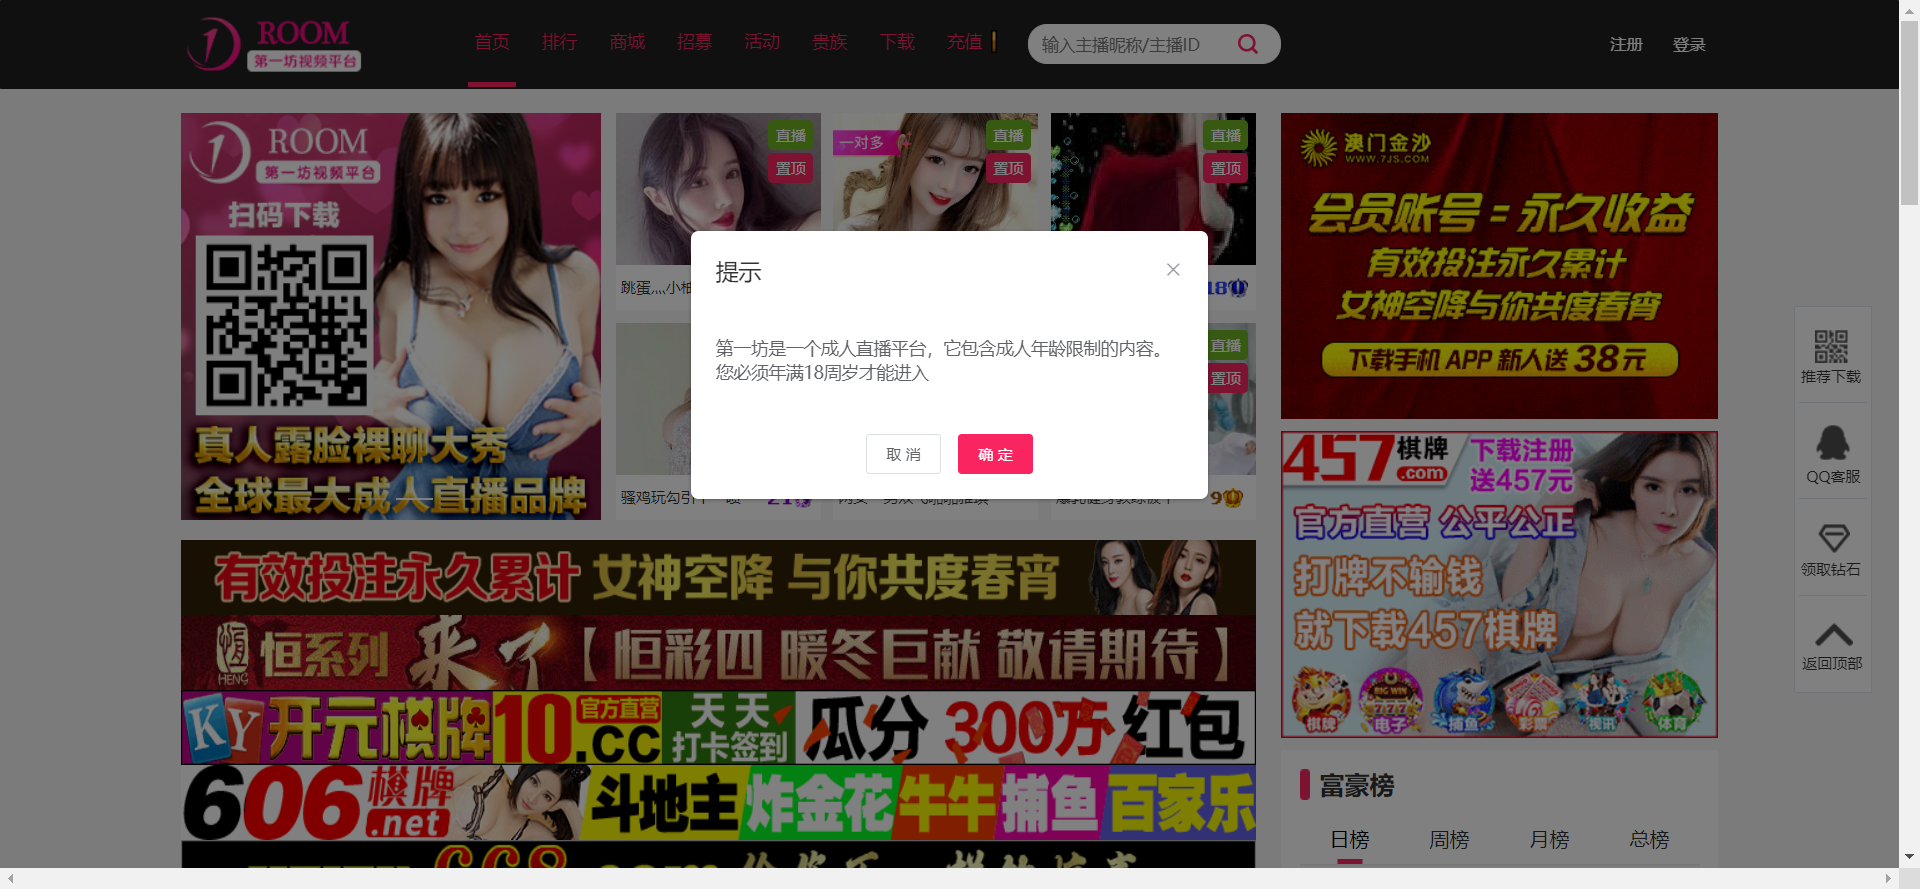 ROOM
第一坊视频平台
首页
排行
商城
招募
活动
贵族
下载
充值
输入主播昵称/主播ID
注册
登录
ROOM
第一坊视频平台
扫码下载
真人露脸裸聊大秀
全球最大成人直播品牌
直播
置顶
一对多
直播
置顶
直播
置顶
18
直播
置顶
9
提示
第一坊是一个成人直播平台，它包含成人年龄限制的内容。
您必须年满18周岁才能进入
取 消
确 定
澳门金沙
WWW.7JS.COM
会员账号=永久收益
有效投注永久累计
女神空降与你共度春宵
下载手机 APP 新人送 38元
457棋牌
.com
下载注册
送457元
官方直营 公平公正
打牌不输钱
就下载457棋牌
棋牌
BIG WIN
777
电子
捕鱼
彩票
视讯
体育
推荐下载
QQ客服
领取钻石
返回顶部
有效投注永久累计 女神空降 与你共度春宵
恒
HENG
恒系列 来了【恒彩四 暖冬巨献 敬请期待】
KY 开元棋牌 10.CC
官方直营
天天
打卡签到
瓜分 300万 红包
606棋牌
.net
斗地主 炸金花 牛牛 捕鱼 百家乐
富豪榜
日榜
周榜
月榜
总榜